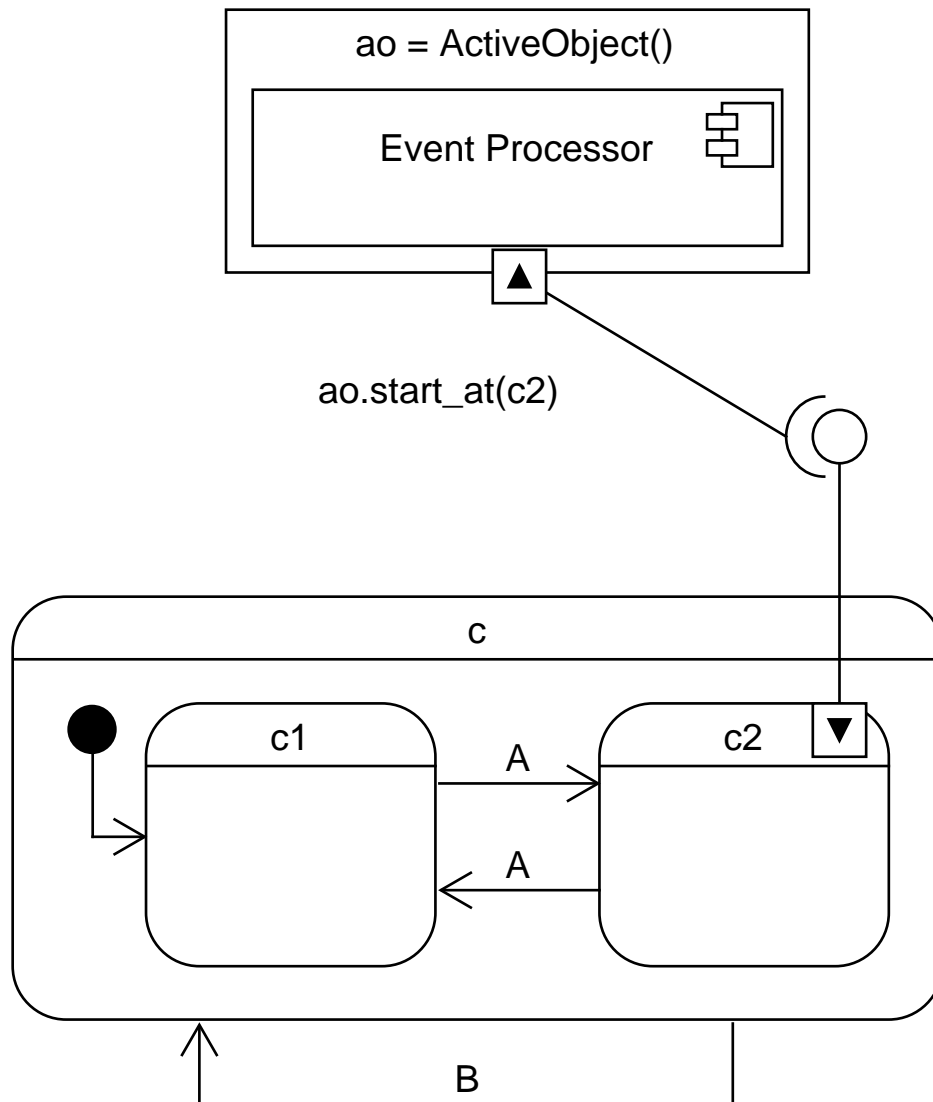 ao = ActiveObject()
Event Processor
ao.start_at(c2)
c
c1
c2
A
A
B